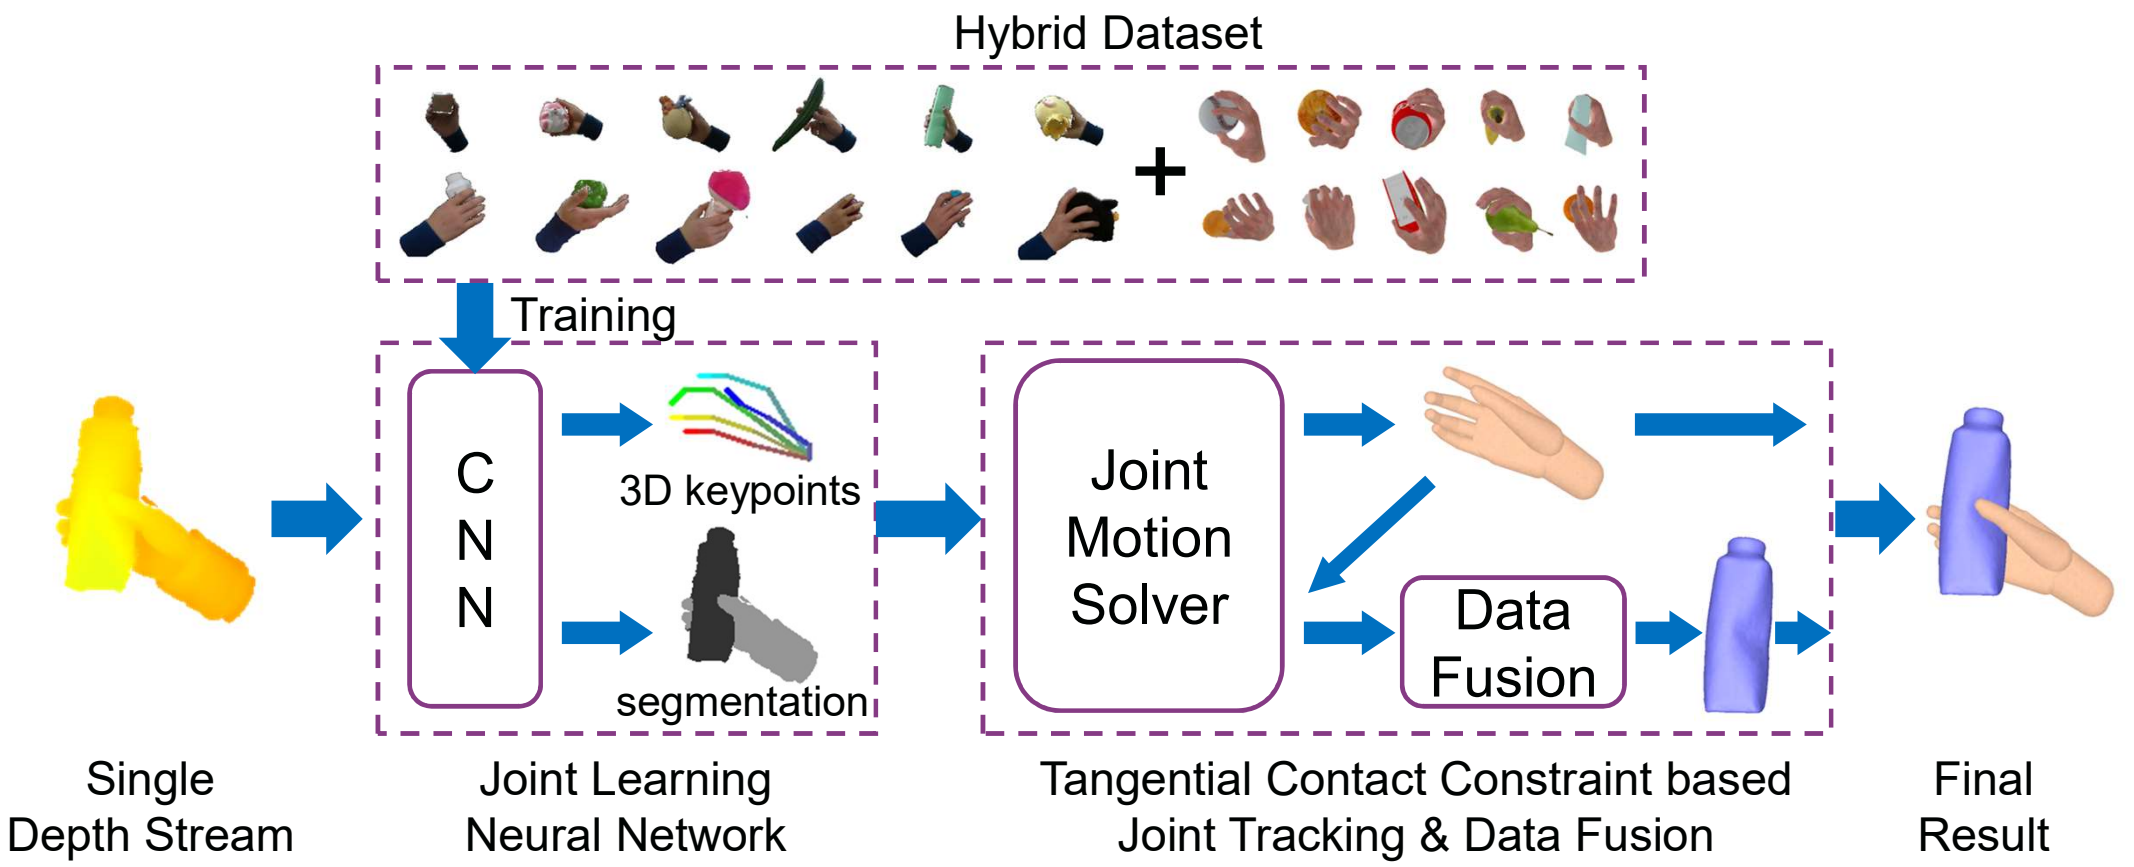 Hybrid Dataset
+
Training
C
N
N
3D keypoints
segmentation
Joint
Motion
Solver
Data
Fusion
Single
Depth Stream
Joint Learning
Neural Network
Tangential Contact Constraint based
Joint Tracking & Data Fusion
Final
Result